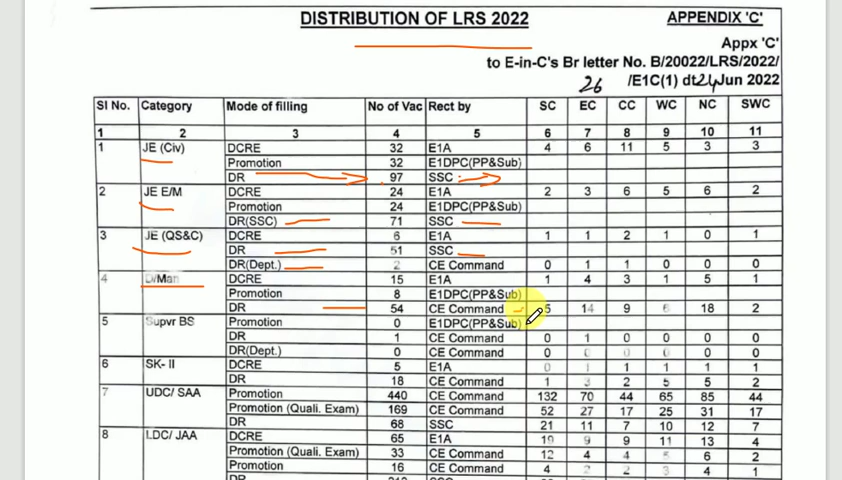 DISTRIBUTION OF LRS 2022
APPENDIX 'C'
Appx 'C'
to E-in-C's Br letter No. B/20022/LRS/2022/
26 /E1C(1) dt 24 Jun 2022
Sl No. Category Mode of filling No of Vac Rect by SC EC CC WC NC SWC
1 2 3 4 5 6 7 8 9 10 11
1 JE (Civ) DCRE 32 E1A 4 6 11 5 3 3
Promotion 32 E1DPC(PP&Sub)
DR 97 SSC
2 JE E/M DCRE 24 E1A 2 3 6 5 6 2
Promotion 24 E1DPC(PP&Sub)
DR(SSC) 71 SSC
3 JE (QS&C) DCRE 6 E1A 1 1 2 1 0 1
DR 51 SSC
DR(Dept.) 2 CE Command 0 1 1 0 0 0
4 D/Man DCRE 15 E1A 1 4 3 1 5 1
Promotion 8 E1DPC(PP&Sub)
DR 54 CE Command 5 14 9 6 18 2
5 Supvr BS Promotion 0 E1DPC(PP&Sub)
DR 1 CE Command 0 1 0 0 0 0
DR(Dept.) 0 CE Command 0 0 0 0 0 0
6 SK- II DCRE 5 E1A 0 1 1 1 1 1
DR 18 CE Command 1 3 2 5 5 2
7 UDC/ SAA Promotion 440 CE Command 132 70 44 65 85 44
Promotion (Quali. Exam) 169 CE Command 52 27 17 25 31 17
DR 68 SSC 21 11 7 10 12 7
8 LDC/ JAA DCRE 65 E1A 19 9 9 11 13 4
Promotion (Quali. Exam) 33 CE Command 12 4 4 5 6 2
Promotion 16 CE Command 4 2 2 3 4 1